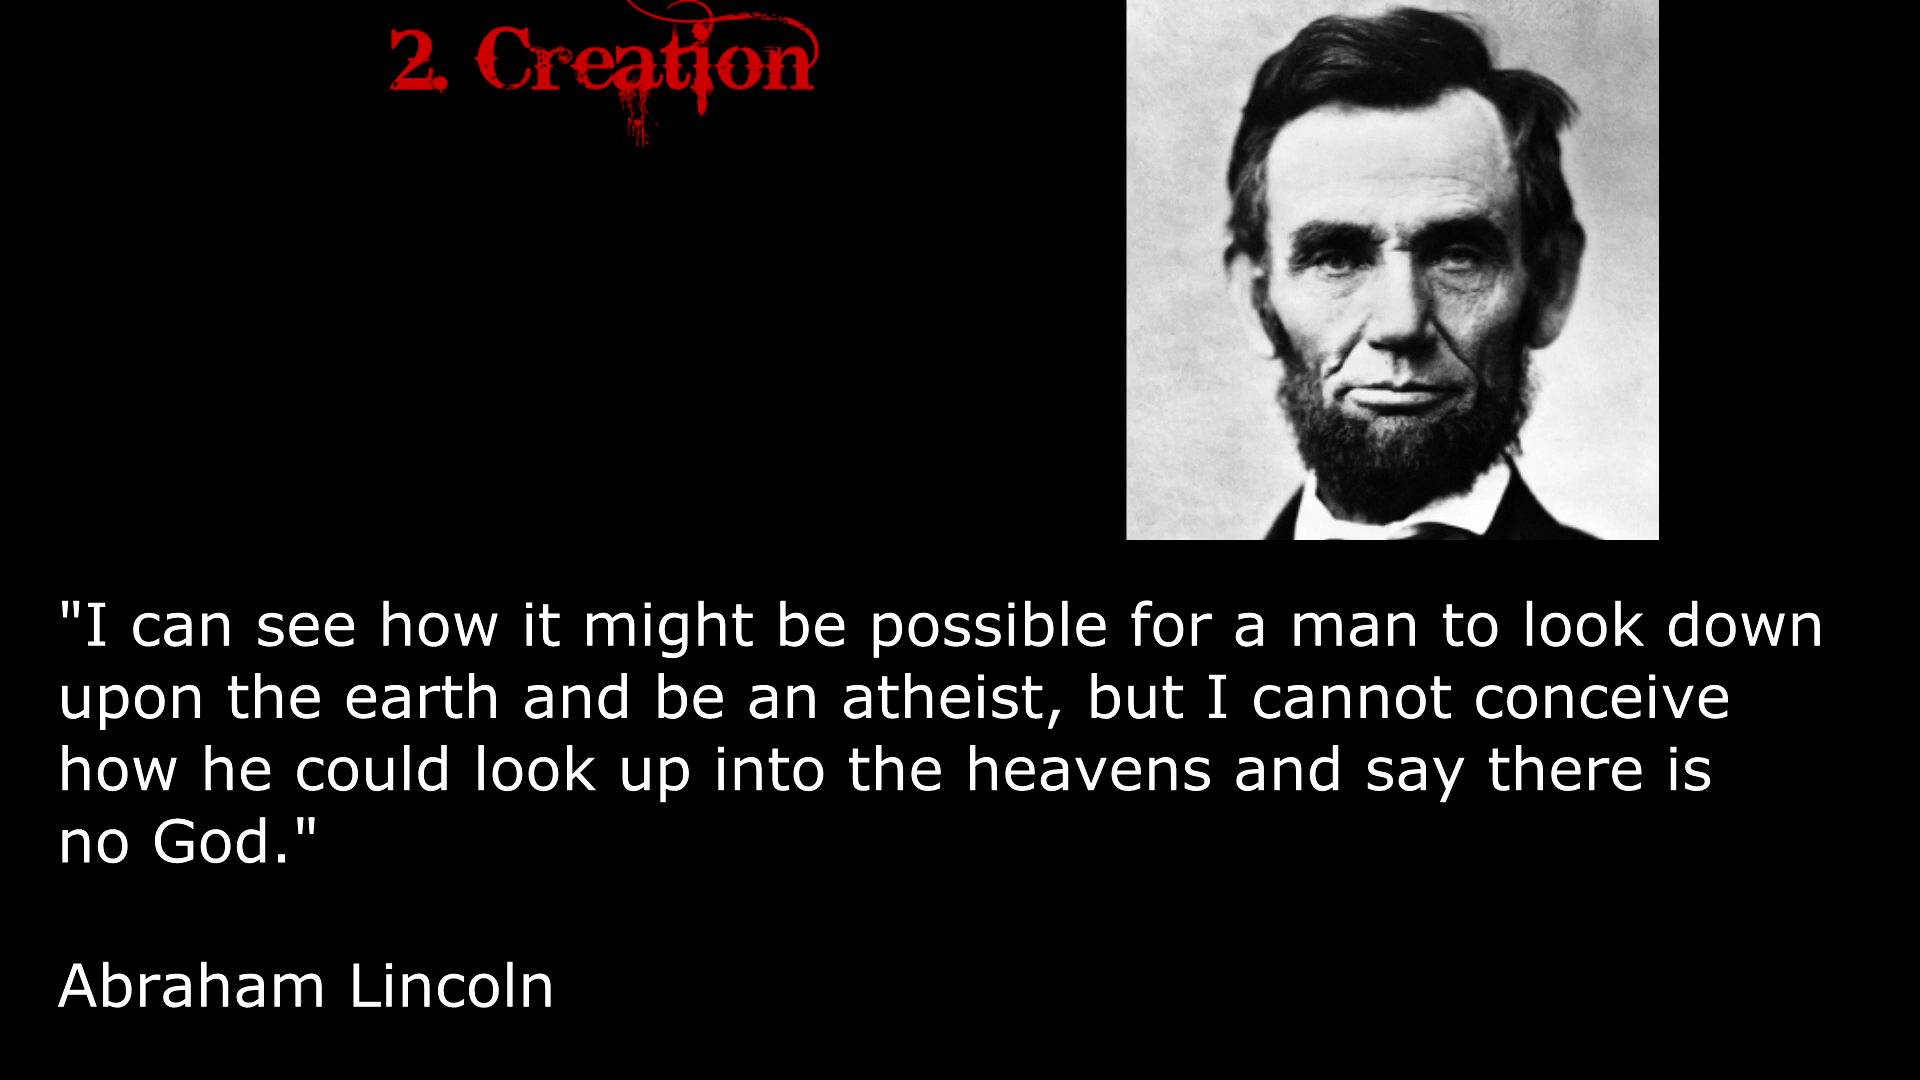 2. Creation
"I can see how it might be possible for a man to look down
upon the earth and be an atheist, but I cannot conceive
how he could look up into the heavens and say there is
no God."
Abraham Lincoln